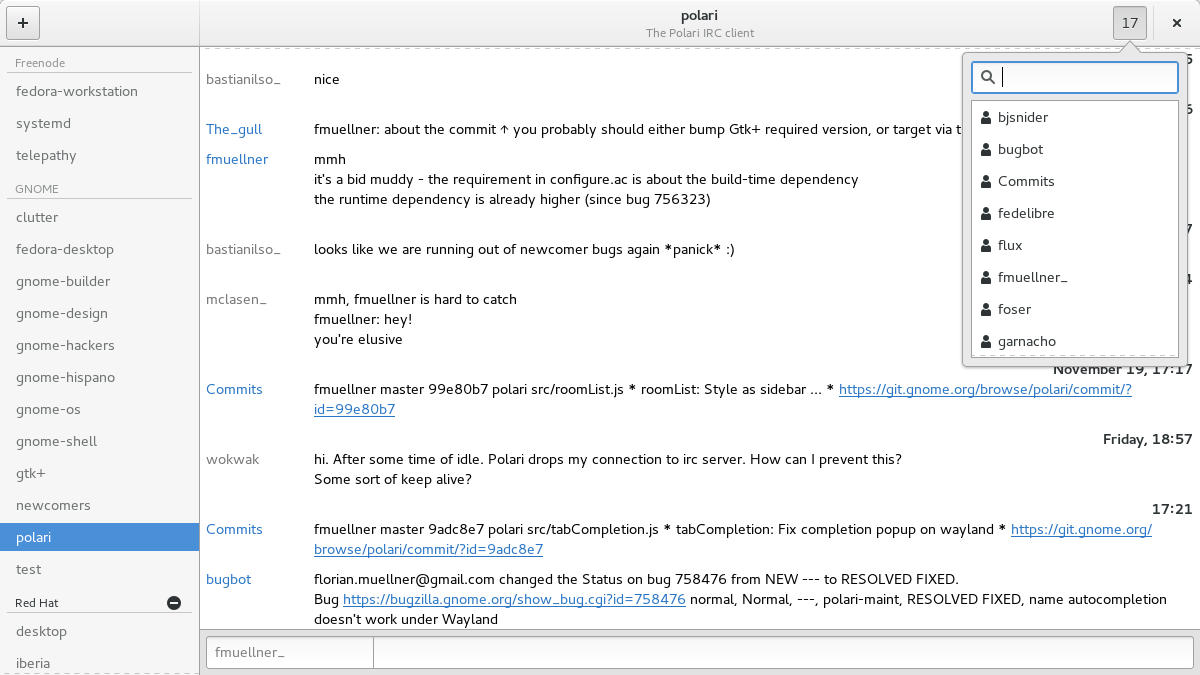 +
polari
The Polari IRC client
17
×
Freenode
fedora-workstation
systemd
telepathy
GNOME
clutter
fedora-desktop
gnome-builder
gnome-design
gnome-hackers
gnome-hispano
gnome-os
gnome-shell
gtk+
newcomers
polari
test
Red Hat
desktop
iberia
bastianilso_ nice
The_gull fmuellner: about the commit ↑ you probably should either bump Gtk+ required version, or target via t
fmuellner mmh
it's a bid muddy - the requirement in configure.ac is about the build-time dependency
the runtime dependency is already higher (since bug 756323)
bastianilso_ looks like we are running out of newcomer bugs again *panick* :)
mclasen_ mmh, fmuellner is hard to catch
fmuellner: hey!
you're elusive
November 19, 17:17
Commits fmuellner master 99e80b7 polari src/roomList.js * roomList: Style as sidebar ... * https://git.gnome.org/browse/polari/commit/?
id=99e80b7
Friday, 18:57
wokwak hi. After some time of idle. Polari drops my connection to irc server. How can I prevent this?
Some sort of keep alive?
17:21
Commits fmuellner master 9adc8e7 polari src/tabCompletion.js * tabCompletion: Fix completion popup on wayland * https://git.gnome.org/
browse/polari/commit/?id=9adc8e7
bugbot florian.muellner@gmail.com changed the Status on bug 758476 from NEW --- to RESOLVED FIXED.
Bug https://bugzilla.gnome.org/show_bug.cgi?id=758476 normal, Normal, ---, polari-maint, RESOLVED FIXED, name autocompletion
doesn't work under Wayland
fmuellner_
bjsnider
bugbot
Commits
fedelibre
flux
fmuellner_
foser
garnacho